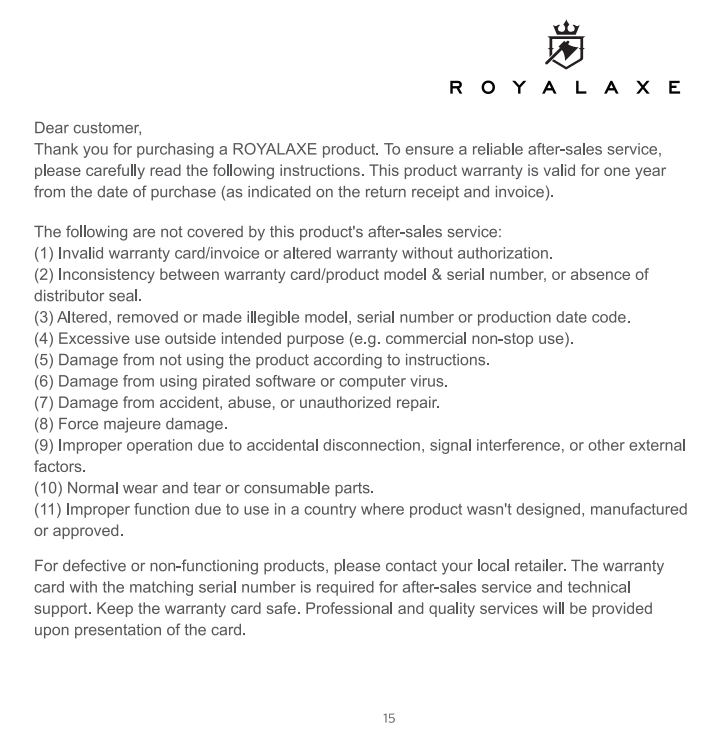 ROYALAXE
Dear customer,
Thank you for purchasing a ROYALAXE product. To ensure a reliable after-sales service,
please carefully read the following instructions. This product warranty is valid for one year
from the date of purchase (as indicated on the return receipt and invoice).
The following are not covered by this product's after-sales service:
(1) Invalid warranty card/invoice or altered warranty without authorization.
(2) Inconsistency between warranty card/product model & serial number, or absence of
distributor seal.
(3) Altered, removed or made illegible model, serial number or production date code.
(4) Excessive use outside intended purpose (e.g. commercial non-stop use).
(5) Damage from not using the product according to instructions.
(6) Damage from using pirated software or computer virus.
(7) Damage from accident, abuse, or unauthorized repair.
(8) Force majeure damage.
(9) Improper operation due to accidental disconnection, signal interference, or other external
factors.
(10) Normal wear and tear or consumable parts.
(11) Improper function due to use in a country where product wasn't designed, manufactured
or approved.
For defective or non-functioning products, please contact your local retailer. The warranty
card with the matching serial number is required for after-sales service and technical
support. Keep the warranty card safe. Professional and quality services will be provided
upon presentation of the card.
15